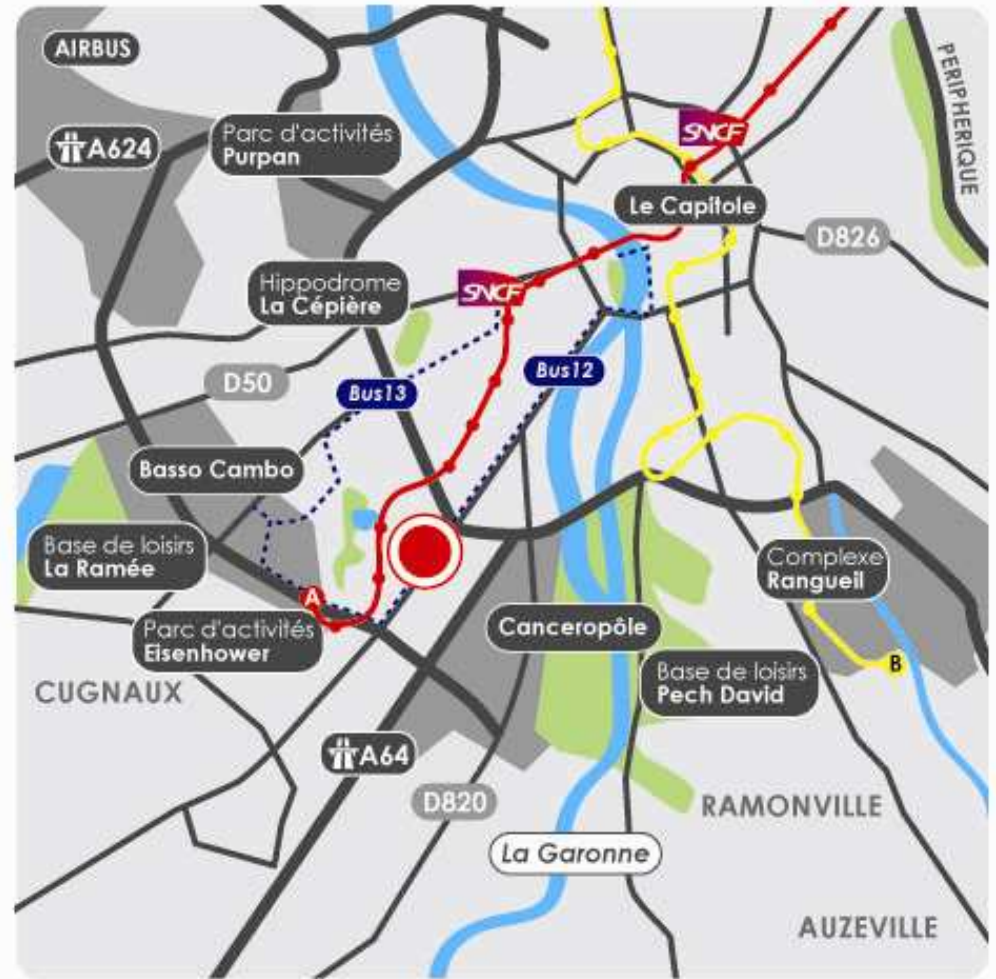 AIRBUS
A624
Parc d'activités
Purpan
PERIPHERIQUE
SNCF
Le Capitole
D826
Hippodrome
La Cépière
SNCF
D50
Bus13
Bus12
Basso Cambo
Base de loisirs
La Ramée
Complexe
Rangueil
A
Parc d'activités
Eisenhower
Canceropôle
Base de loisirs
Pech David
B
CUGNAUX
A64
D820
RAMONVILLE
La Garonne
AUZEVILLE